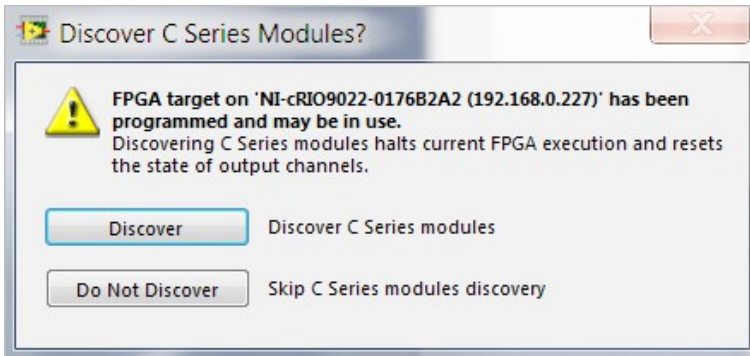 Discover C Series Modules?
FPGA target on 'NI-cRIO9022-0176B2A2 (192.168.0.227)' has been
programmed and may be in use.
Discovering C Series modules halts current FPGA execution and resets
the state of output channels.
Discover Discover C Series modules
Do Not Discover Skip C Series modules discovery